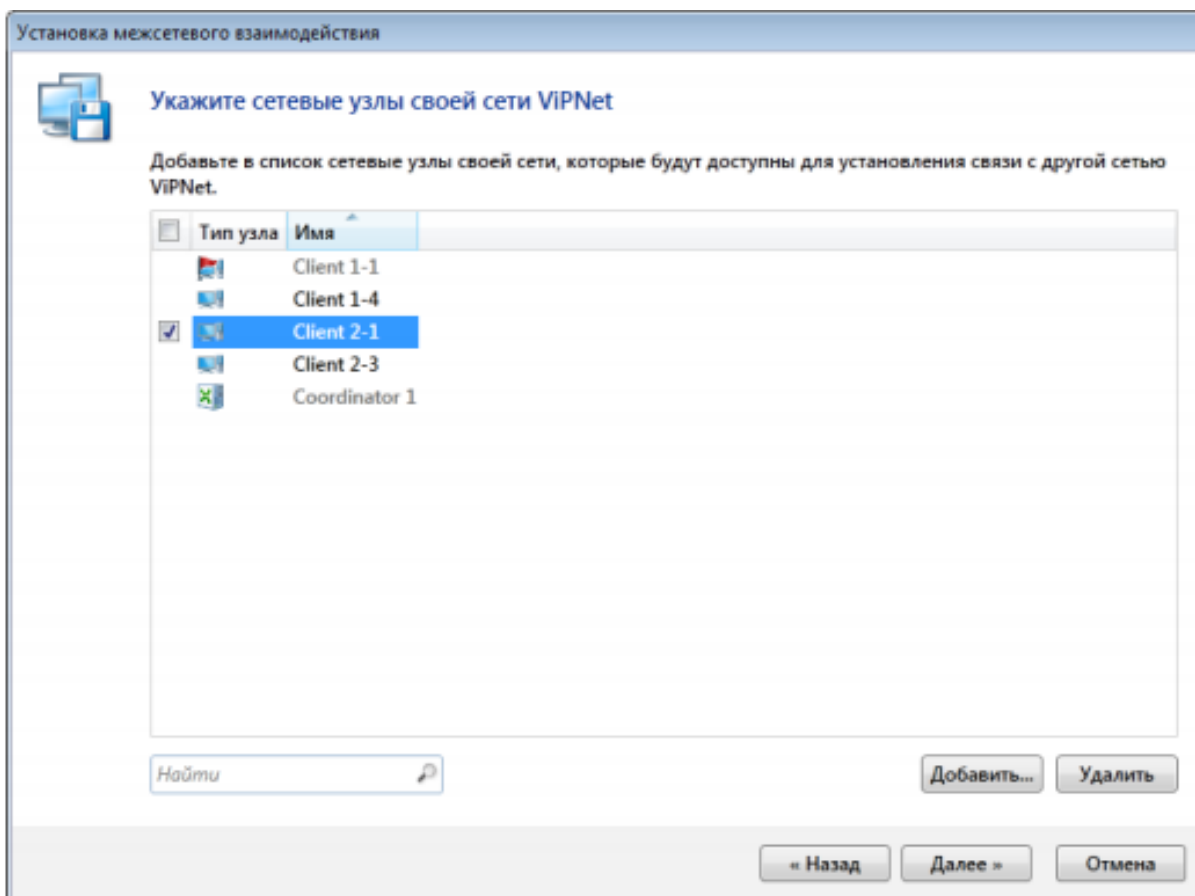 Установка межсетевого взаимодействия
Укажите сетевые узлы своей сети ViPNet
Добавьте в список сетевые узлы своей сети, которые будут доступны для установления связи с другой сетью
ViPNet.
Тип узла Имя
Client 1-1
Client 1-4
Client 2-1
Client 2-3
Coordinator 1
Найти
Добавить... Удалить
« Назад Далее » Отмена